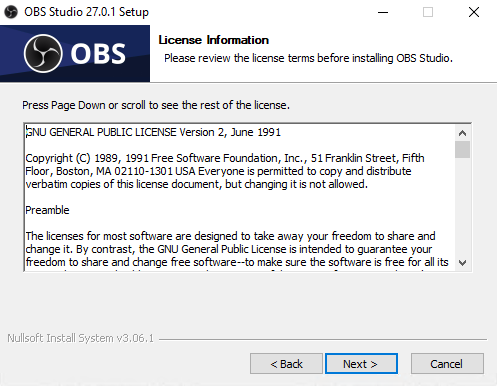 OBS Studio 27.0.1 Setup
OBS
License Information
Please review the license terms before installing OBS Studio.
Press Page Down or scroll to see the rest of the license.
GNU GENERAL PUBLIC LICENSE Version 2, June 1991
Copyright (C) 1989, 1991 Free Software Foundation, Inc., 51 Franklin Street, Fifth
Floor, Boston, MA 02110-1301 USA Everyone is permitted to copy and distribute
verbatim copies of this license document, but changing it is not allowed.
Preamble
The licenses for most software are designed to take away your freedom to share and
change it. By contrast, the GNU General Public License is intended to guarantee your
freedom to share and change free software--to make sure the software is free for all its
Nullsoft Install System v3.06.1
< Back
Next >
Cancel